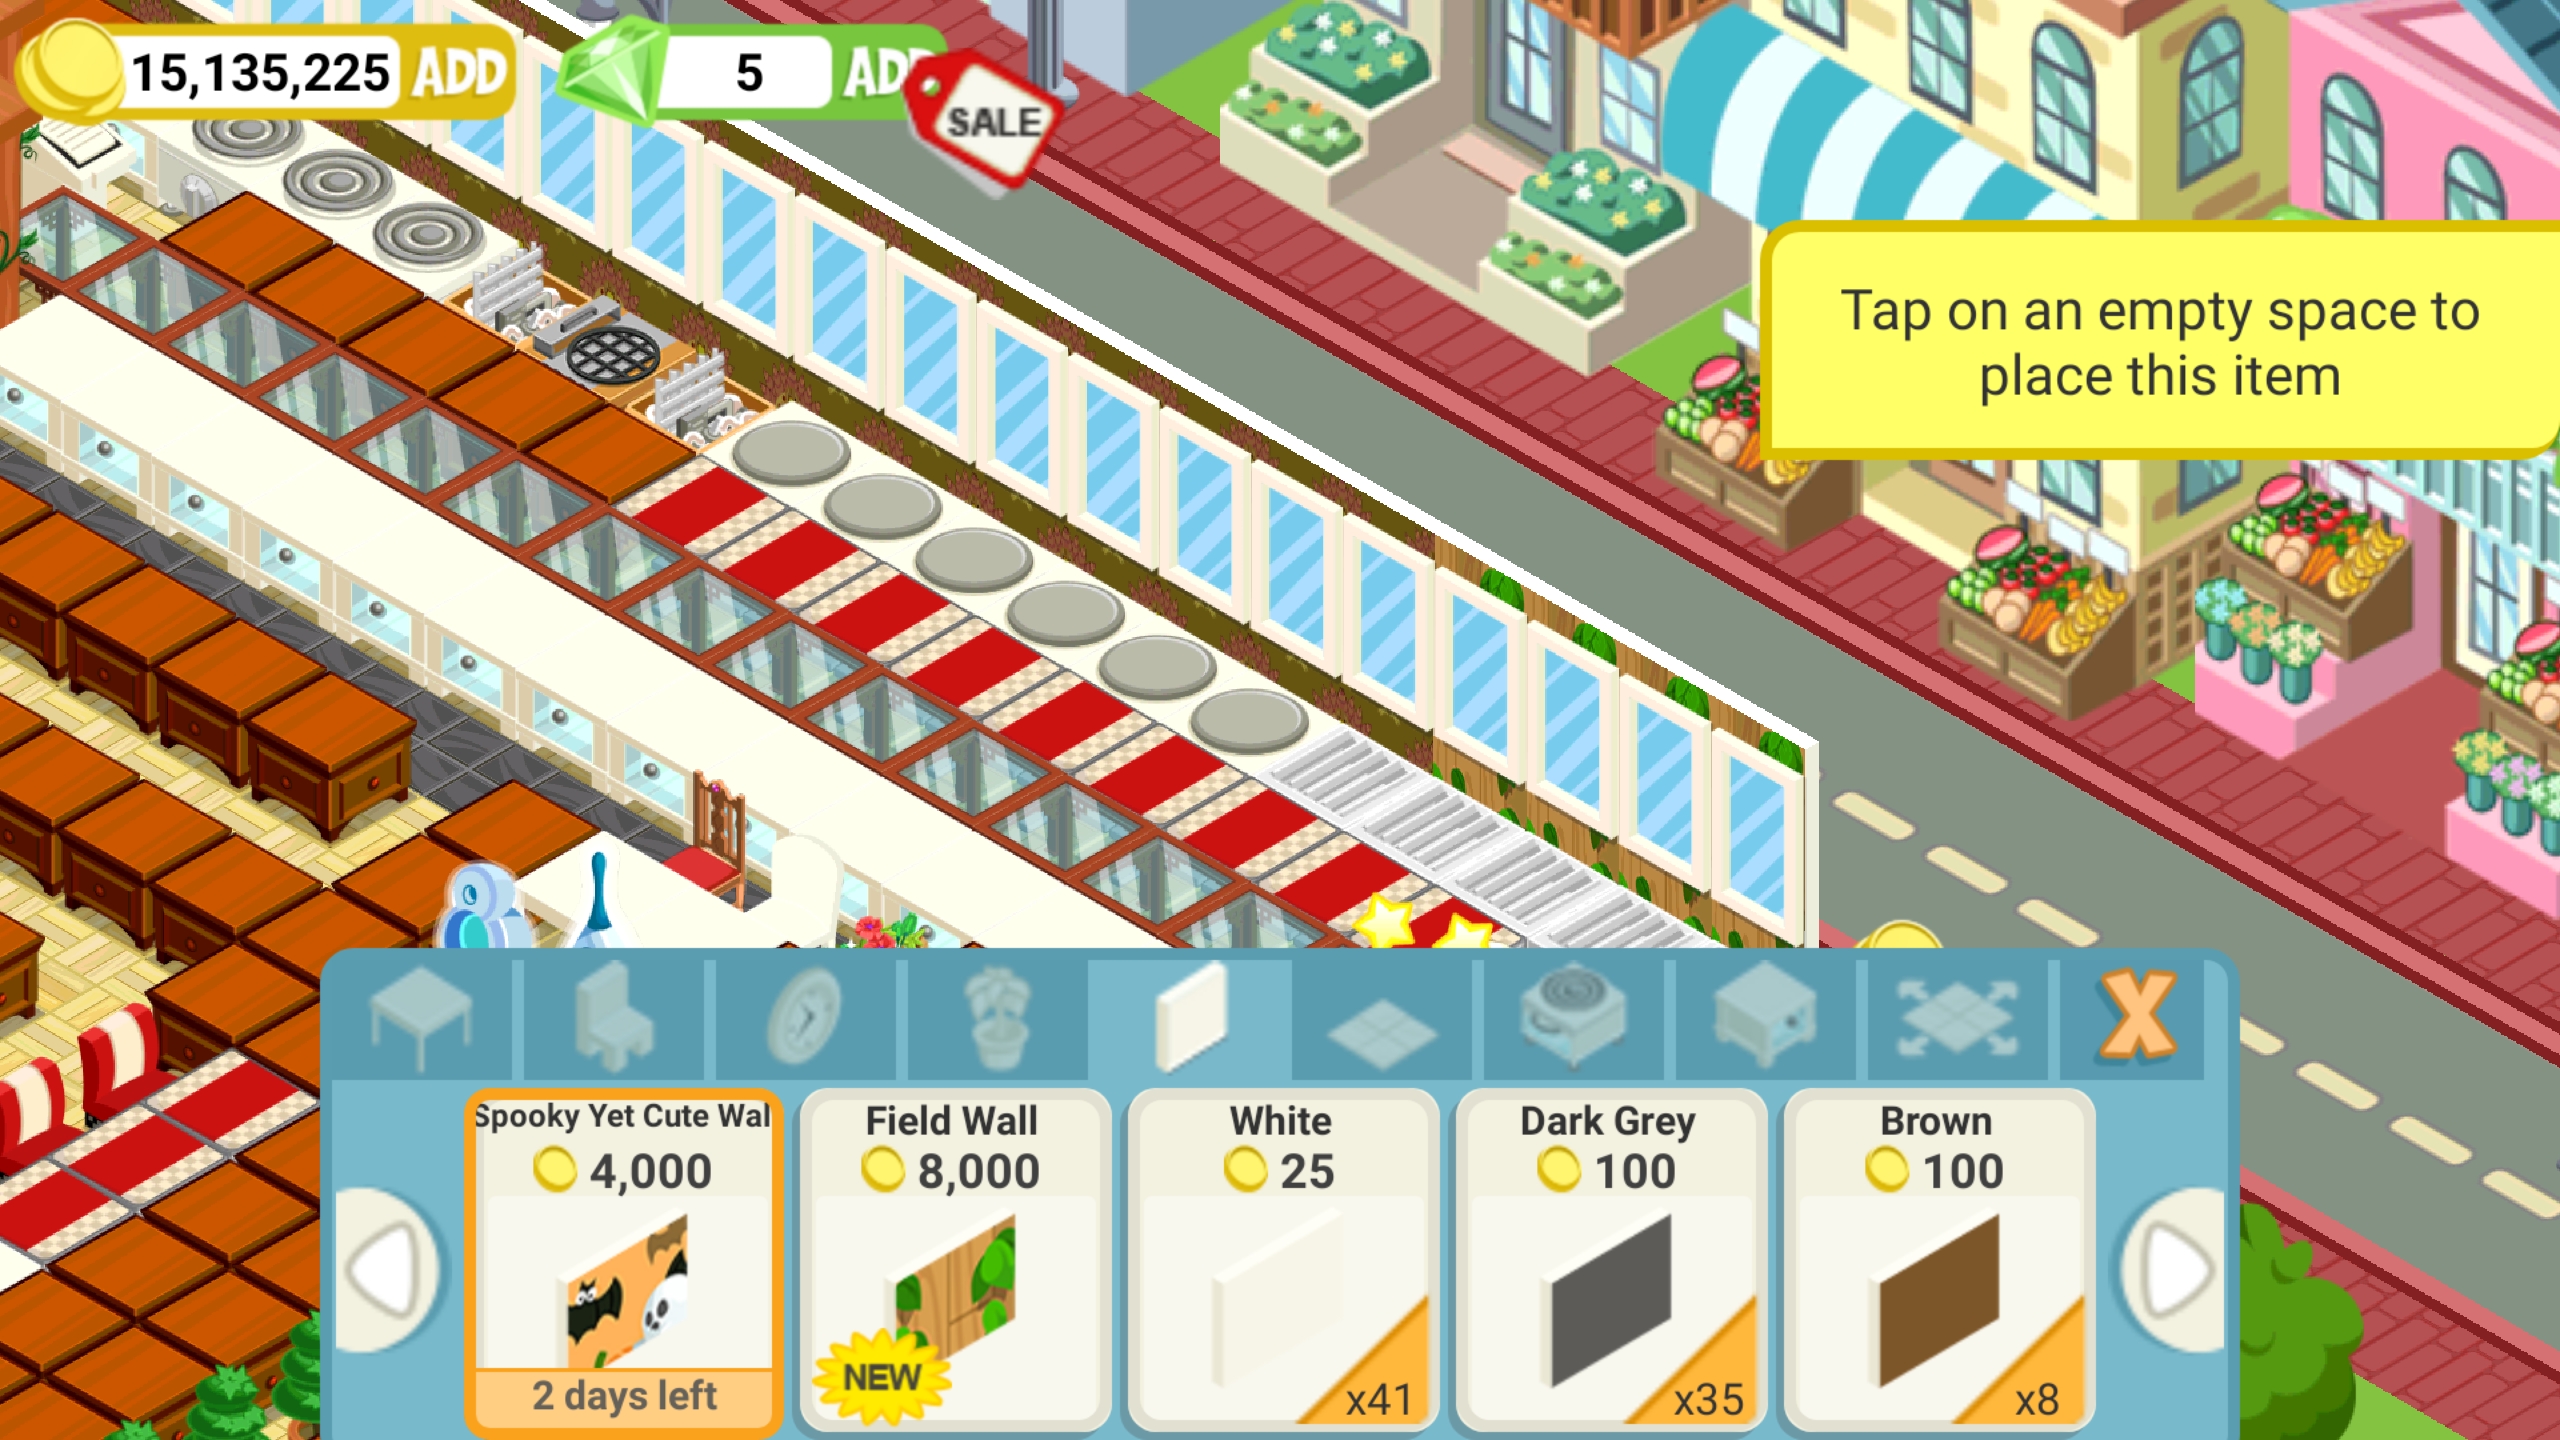 15,135,225 ADD
5 ADD
SALE
Tap on an empty space to
place this item
X
Spooky Yet Cute Wal
4,000
2 days left
Field Wall
8,000
NEW
White
25
x41
Dark Grey
100
x35
Brown
100
x8